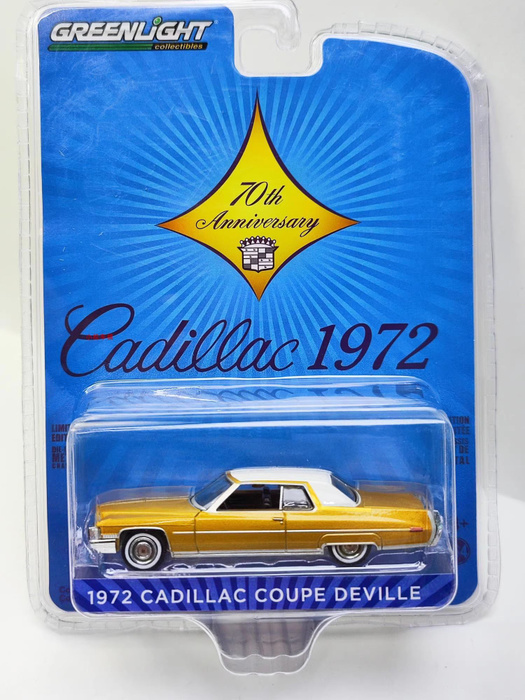 GREENLIGHT
collectibles
70th
Anniversary
Cadillac 1972
1972 CADILLAC COUPE DEVILLE